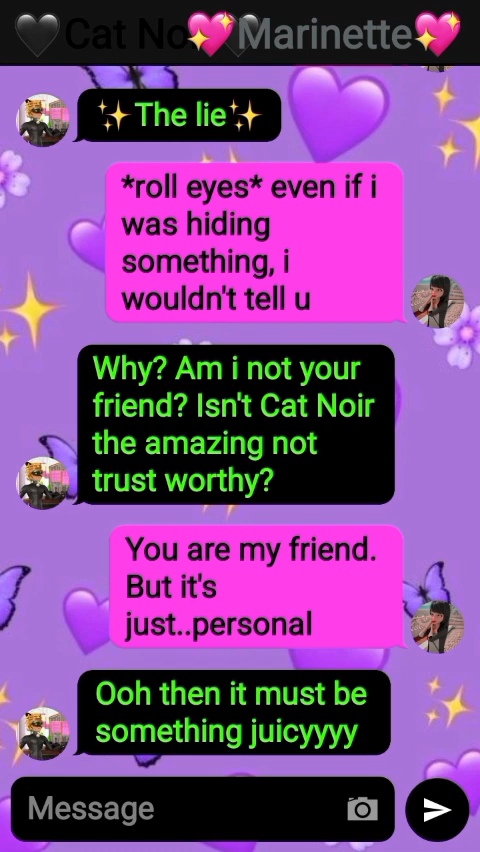 🖤Cat Noir🖤 💖Marinette💖
✨The lie✨
*roll eyes* even if i
was hiding
something, i
wouldn't tell u
Why? Am i not your
friend? Isn't Cat Noir
the amazing not
trust worthy?
You are my friend.
But it's
just..personal
Ooh then it must be
something juicyyyy
Message